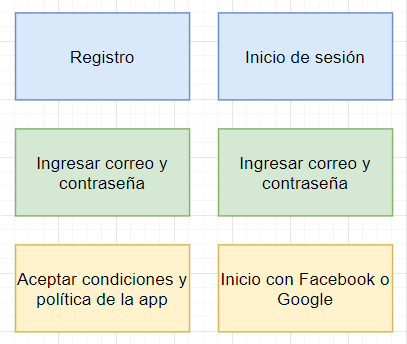 Registro
Inicio de sesión
Ingresar correo y
contraseña
Ingresar correo y
contraseña
Aceptar condiciones y
política de la app
Inicio con Facebook o
Google